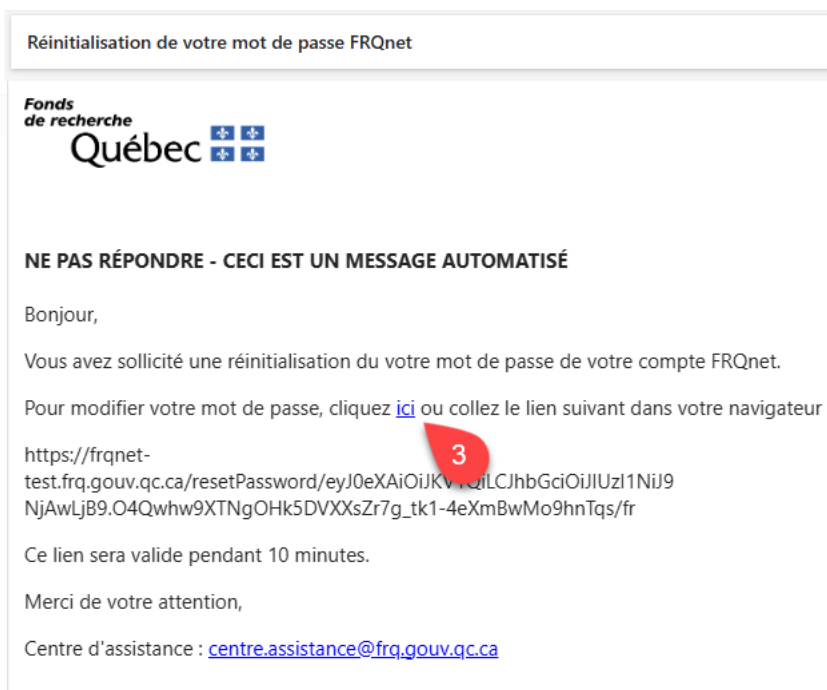 Réinitialisation de votre mot de passe FRQnet
Fonds
de recherche
Québec
NE PAS RÉPONDRE - CECI EST UN MESSAGE AUTOMATISÉ
Bonjour,
Vous avez sollicité une réinitialisation du votre mot de passe de votre compte FRQnet.
Pour modifier votre mot de passe, cliquez ici ou collez le lien suivant dans votre navigateur
3
https://frqnet-
test.frq.gouv.qc.ca/resetPassword/
NjAwLjB9.O4Qwhw9XTNgOHk5DVXXsZr7g_tk1-4eXmBwMo9hnTqs/fr
Ce lien sera valide pendant 10 minutes.
Merci de votre attention,
Centre d'assistance : centre.assistance@frq.gouv.qc.ca